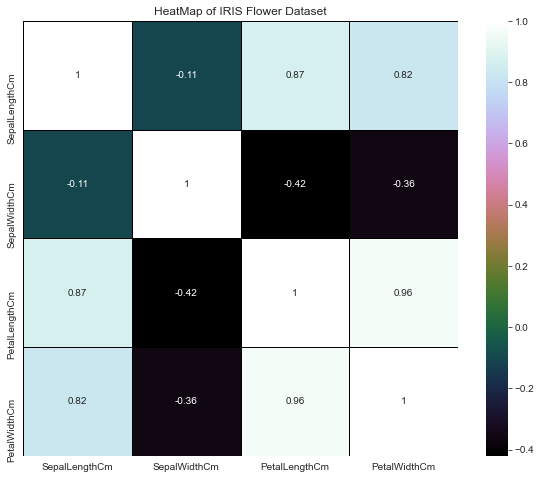 HeatMap of IRIS Flower Dataset
SepalLengthCm
1
-0.11
0.87
0.82
SepalWidthCm
-0.11
1
-0.42
-0.36
PetalLengthCm
0.87
-0.42
1
0.96
PetalWidthCm
0.82
-0.36
0.96
1
SepalLengthCm
SepalWidthCm
PetalLengthCm
PetalWidthCm
1.0
0.8
0.6
0.4
0.2
0.0
−0.2
−0.4